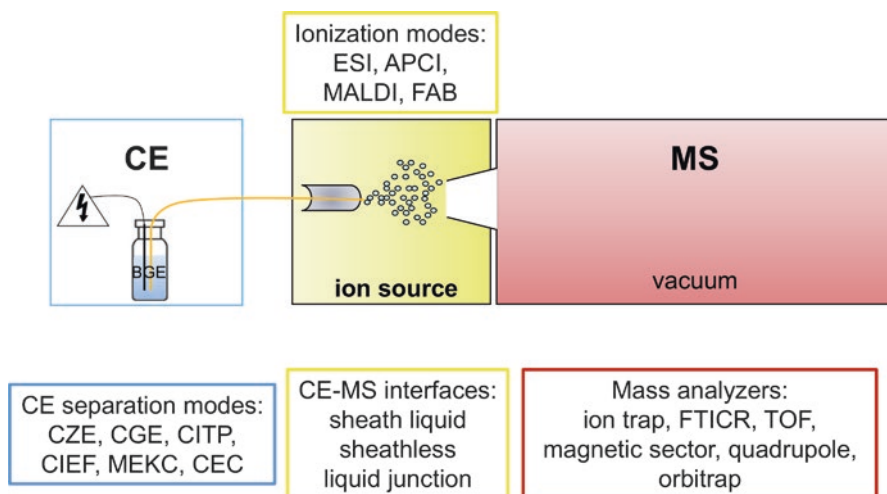 Ionization modes:
ESI, APCI,
MALDI, FAB
CE
BGE
ion source
MS
vacuum
CE separation modes:
CZE, CGE, CITP,
CIEF, MEKC, CEC
CE-MS interfaces:
sheath liquid
sheathless
liquid junction
Mass analyzers:
ion trap, FTICR, TOF,
magnetic sector, quadrupole,
orbitrap